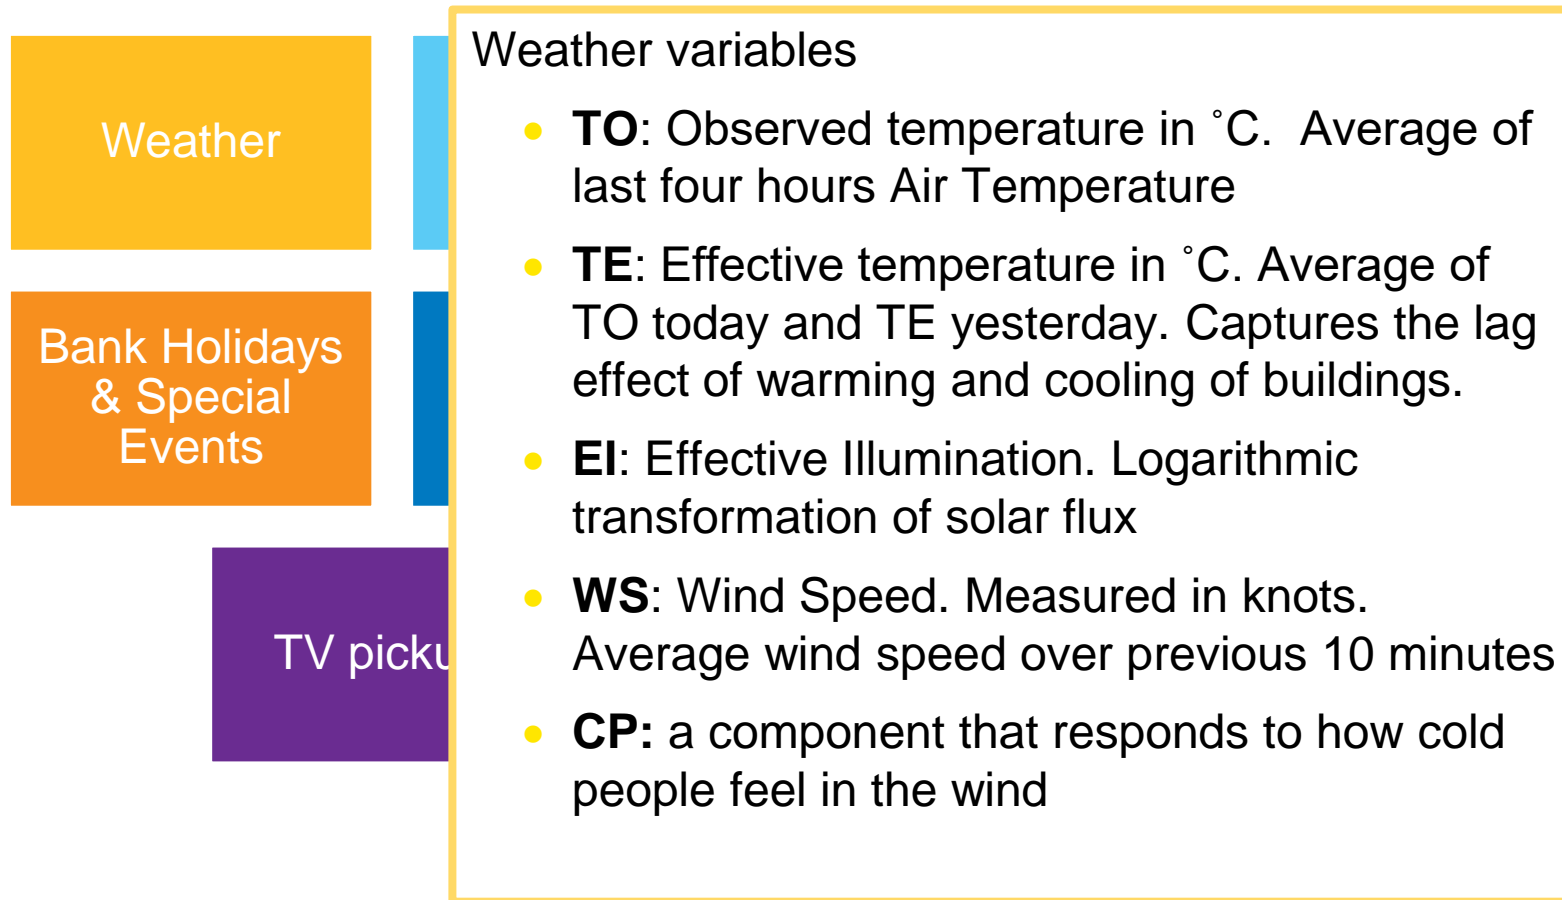 Weather
Bank Holidays
& Special
Events
TV picku
Weather variables
• TO: Observed temperature in ˚C.  Average of
last four hours Air Temperature
• TE: Effective temperature in ˚C. Average of
TO today and TE yesterday. Captures the lag
effect of warming and cooling of buildings.
• EI: Effective Illumination. Logarithmic
transformation of solar flux
• WS: Wind Speed. Measured in knots.
Average wind speed over previous 10 minutes
• CP: a component that responds to how cold
people feel in the wind